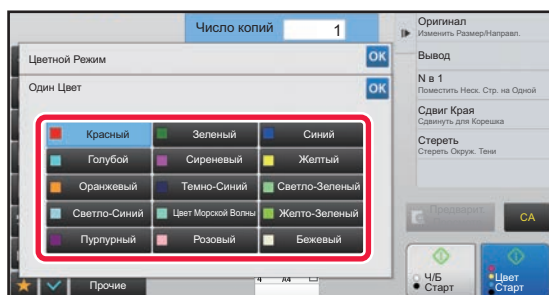 Число копий 1
Цветной Режим OK
Один Цвет OK
Красный Зеленый Синий
Голубой Сиреневый Желтый
Оранжевый Темно-Синий Светло-Зеленый
Светло-Синий Цвет Морской Волны Желто-Зеленый
Пурпурный Розовый Бежевый
Прочие
A4
Оригинал
Изменить Размер/Направл.
Вывод
N в 1
Поместить Неск. Стр. на Одной
Сдвиг Края
Сдвинуть для Корешка
Стереть
Стереть Окруж. Тени
Предварит.
CA
Ч/Б
Старт
Цвет
Старт